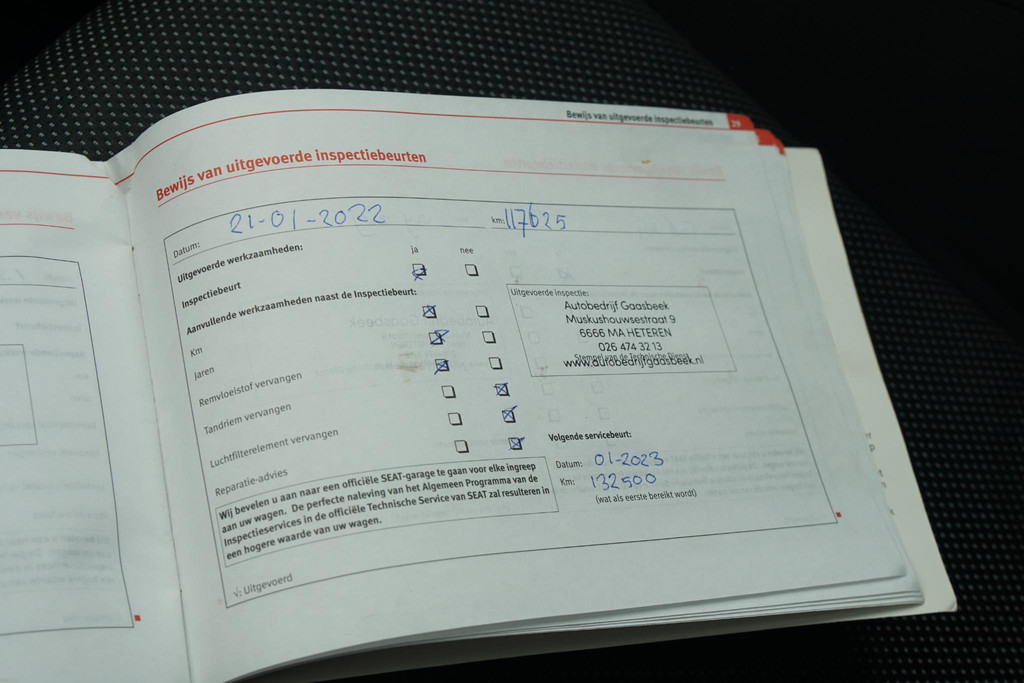 Bewijs van uitgevoerde inspectiebeurten 29
Bewijs van uitgevoerde inspectiebeurten
Datum: 21-01-2022 km: 117625
Uitgevoerde werkzaamheden: ja nee
Inspectiebeurt
Aanvullende werkzaamheden naast de Inspectiebeurt:
Km
Jaren
Remvloeistof vervangen
Tandriem vervangen
Luchtfilterelement vervangen
Reparatie-advies
Uitgevoerde inspectie:
Autobedrijf Gaasbeek
Muskushouwsestraat 9
6666 MA HETEREN
026 474 32 13
Stempel van de Technische Dienst
www.autobedrijfgaasbeek.nl
Volgende servicebeurt:
Datum: 01-2023
Km: 132500
(wat als eerste bereikt wordt)
Wij bevelen u aan naar een officiële SEAT-garage te gaan voor elke ingreep
aan uw wagen. De perfecte naleving van het Algemeen Programma van de
Inspectieservices in de officiële Technische Service van SEAT zal resulteren in
een hogere waarde van uw wagen.
√: Uitgevoerd